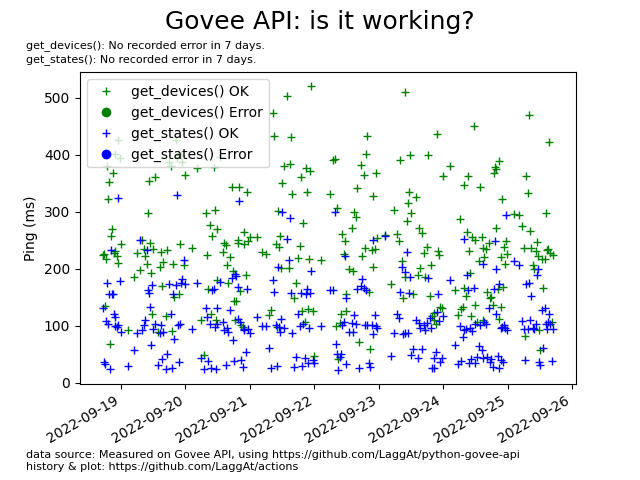 Govee API: is it working?
get_devices(): No recorded error in 7 days.
get_states(): No recorded error in 7 days.
get_devices() OK
get_devices() Error
get_states() OK
get_states() Error
Ping (ms)
500
400
300
200
100
0
2022-09-19
2022-09-20
2022-09-21
2022-09-22
2022-09-23
2022-09-24
2022-09-25
2022-09-26
data source: Measured on Govee API, using https://github.com/LaggAt/python-govee-api
history & plot: https://github.com/LaggAt/actions